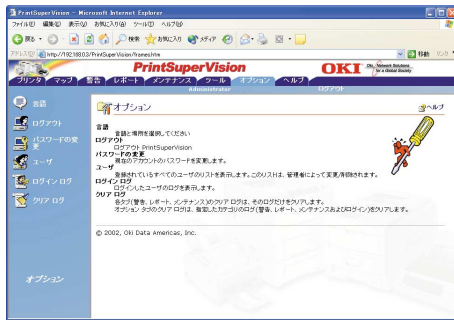 PrintSuperVision - Microsoft Internet Explorer
ファイル(F) 編集(E) 表示(V) お気に入り(A) ツール(T) ヘルプ(H)
戻る 検索 お気に入り メディア
アドレス(D) http://192.168.0.3/PrintSuperVision/frames.htm 移動 リンク
PrintSuperVision OKI Oki, Network Solutions for a Global Society
プリンタ マップ 警告 レポート メンテナンス ツール オプション ヘルプ
Administrator ログアウト
言語
ログアウト
パスワードの変更
ユーザ
ログイン ログ
クリア ログ
オプション
オプション ヘルプ
言語
言語と場所を選択してください
ログアウト
ログアウト PrintSuperVision
パスワードの変更
現在のアカウントのパスワードを変更します。
ユーザ
登録されているすべてのユーザのリストを表示します。このリストは、管理者によって変更/削除されます。
ログイン ログ
ログインしたユーザのログを表示します。
クリア ログ
各タブ(警告、レポート、メンテナンス)のクリア ログは、そのログだけをクリアします。
オプション タブのクリア ログは、指定したカテゴリのログ(警告、レポート、メンテナンスおよびログイン)をクリアします。
© 2002, Oki Data Americas, Inc.